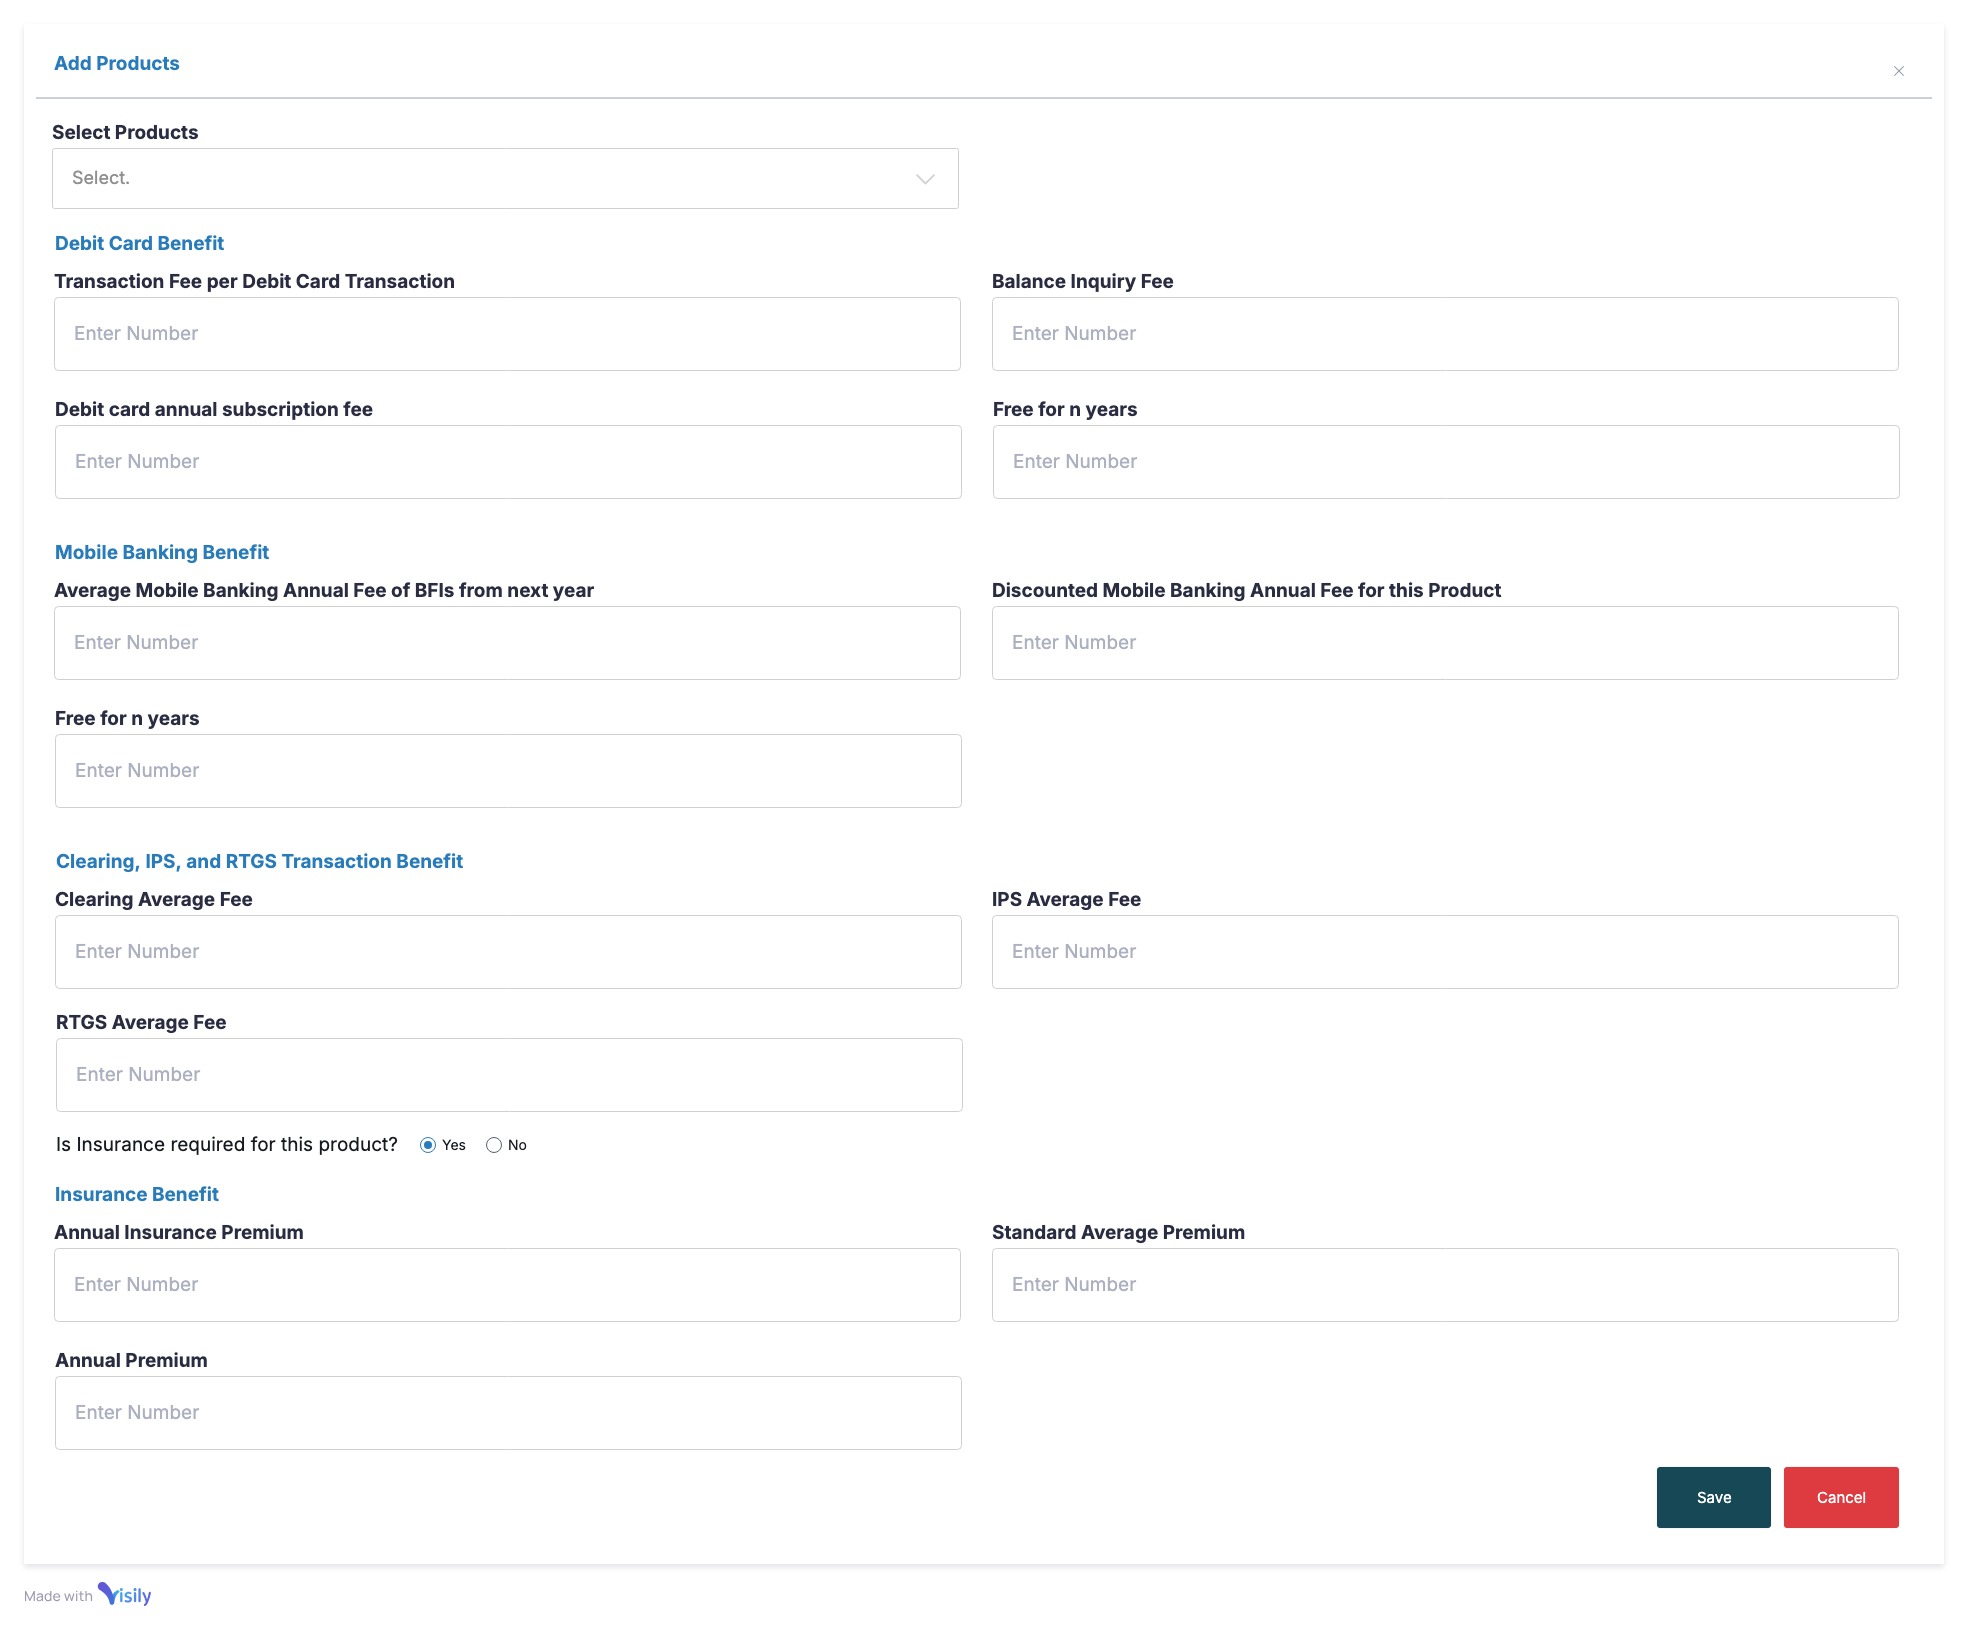 Add Products
Select Products
Select.
Debit Card Benefit
Transaction Fee per Debit Card Transaction
Balance Inquiry Fee
Enter Number
Enter Number
Debit card annual subscription fee
Free for n years
Enter Number
Enter Number
Mobile Banking Benefit
Average Mobile Banking Annual Fee of BFIs from next year
Discounted Mobile Banking Annual Fee for this Product
Enter Number
Enter Number
Free for n years
Enter Number
Clearing, IPS, and RTGS Transaction Benefit
Clearing Average Fee
IPS Average Fee
Enter Number
Enter Number
RTGS Average Fee
Enter Number
Is Insurance required for this product? Yes No
Insurance Benefit
Annual Insurance Premium
Standard Average Premium
Enter Number
Enter Number
Annual Premium
Enter Number
Save
Cancel
Made with Visily